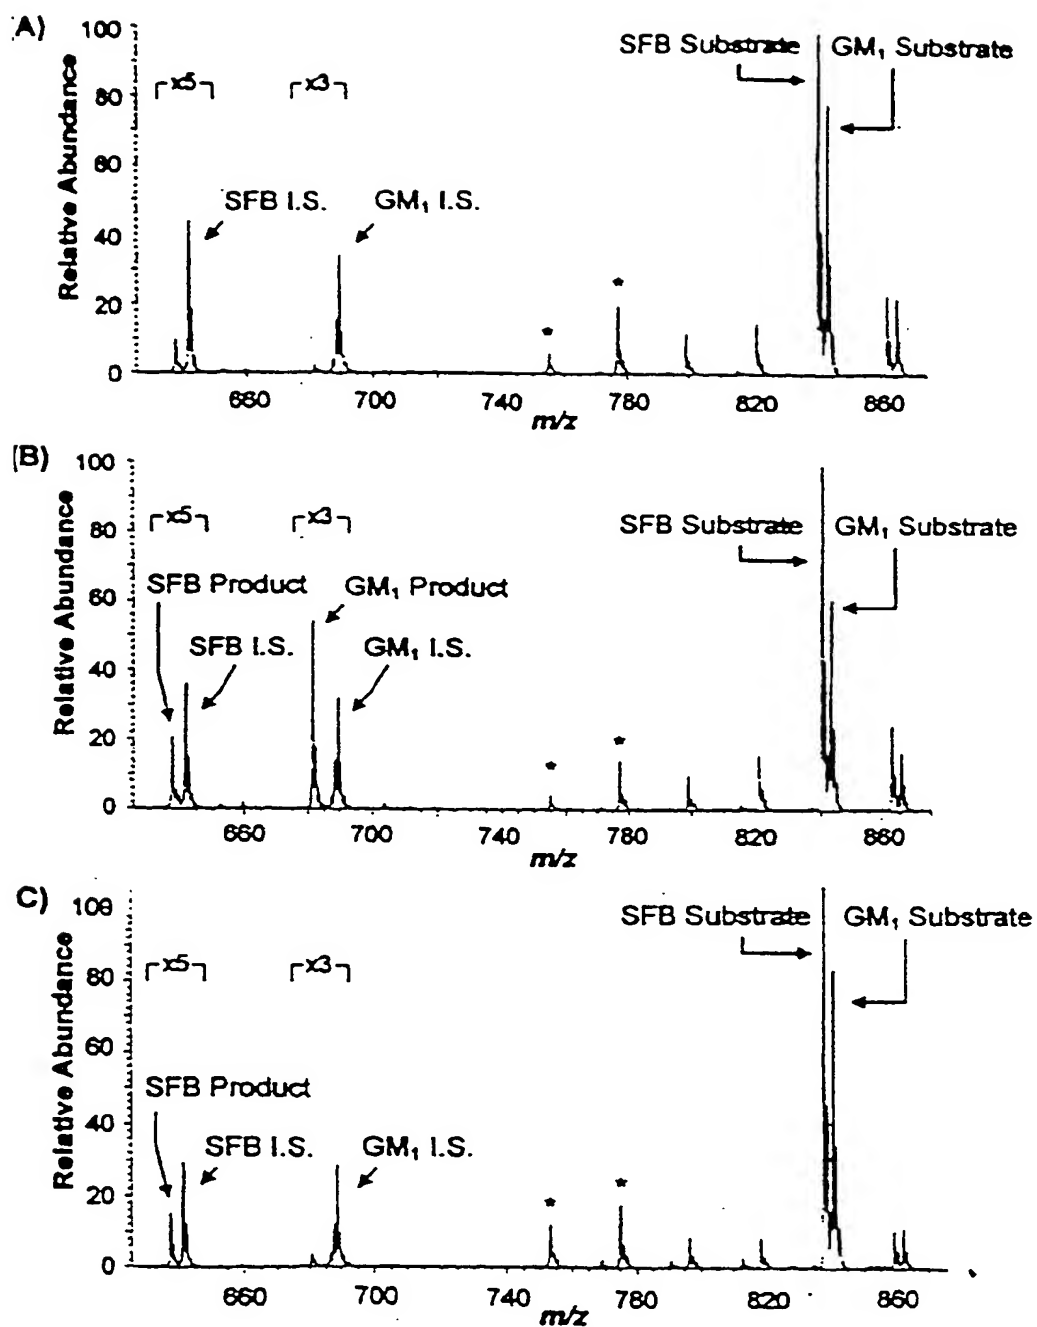 A)
100
80
60
40
20
0
Relative Abundance
x5
x3
SFB I.S.
GM₁ I.S.
*
*
SFB Substrate
GM₁ Substrate
660
700
740
780
820
860
m/z
(B)
100
80
60
40
20
0
Relative Abundance
x5
x3
SFB Product
SFB I.S.
GM₁ Product
GM₁ I.S.
*
*
SFB Substrate
GM₁ Substrate
660
700
740
780
820
860
m/z
C)
100
80
60
40
20
0
Relative Abundance
x5
x3
SFB Product
SFB I.S.
GM₁ I.S.
*
*
SFB Substrate
GM₁ Substrate
660
700
740
780
820
860
m/z